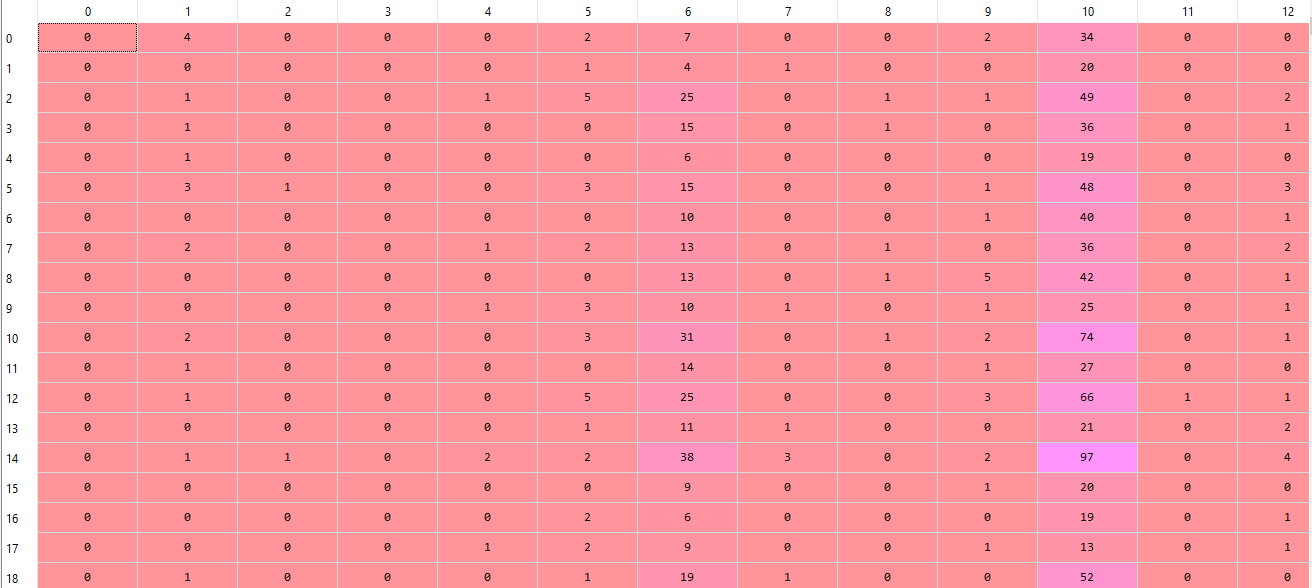 0 1 2 3 4 5 6 7 8 9 10 11 12
0 0 4 0 0 0 2 7 0 0 2 34 0 0
1 0 0 0 0 0 1 4 1 0 0 20 0 0
2 0 1 0 0 1 5 25 0 1 1 49 0 2
3 0 1 0 0 0 0 15 0 1 0 36 0 1
4 0 1 0 0 0 0 6 0 0 0 19 0 0
5 0 3 1 0 0 3 15 0 0 1 48 0 3
6 0 0 0 0 0 0 10 0 0 1 40 0 1
7 0 2 0 0 1 2 13 0 1 0 36 0 2
8 0 0 0 0 0 0 13 0 1 5 42 0 1
9 0 0 0 0 1 3 10 1 0 1 25 0 1
10 0 2 0 0 0 3 31 0 1 2 74 0 1
11 0 1 0 0 0 0 14 0 0 1 27 0 0
12 0 1 0 0 0 5 25 0 0 3 66 1 1
13 0 0 0 0 0 1 11 1 0 0 21 0 2
14 0 1 1 0 2 2 38 3 0 2 97 0 4
15 0 0 0 0 0 0 9 0 0 1 20 0 0
16 0 0 0 0 0 2 6 0 0 0 19 0 1
17 0 0 0 0 1 2 9 0 0 1 13 0 1
18 0 1 0 0 0 1 19 1 0 0 52 0 0